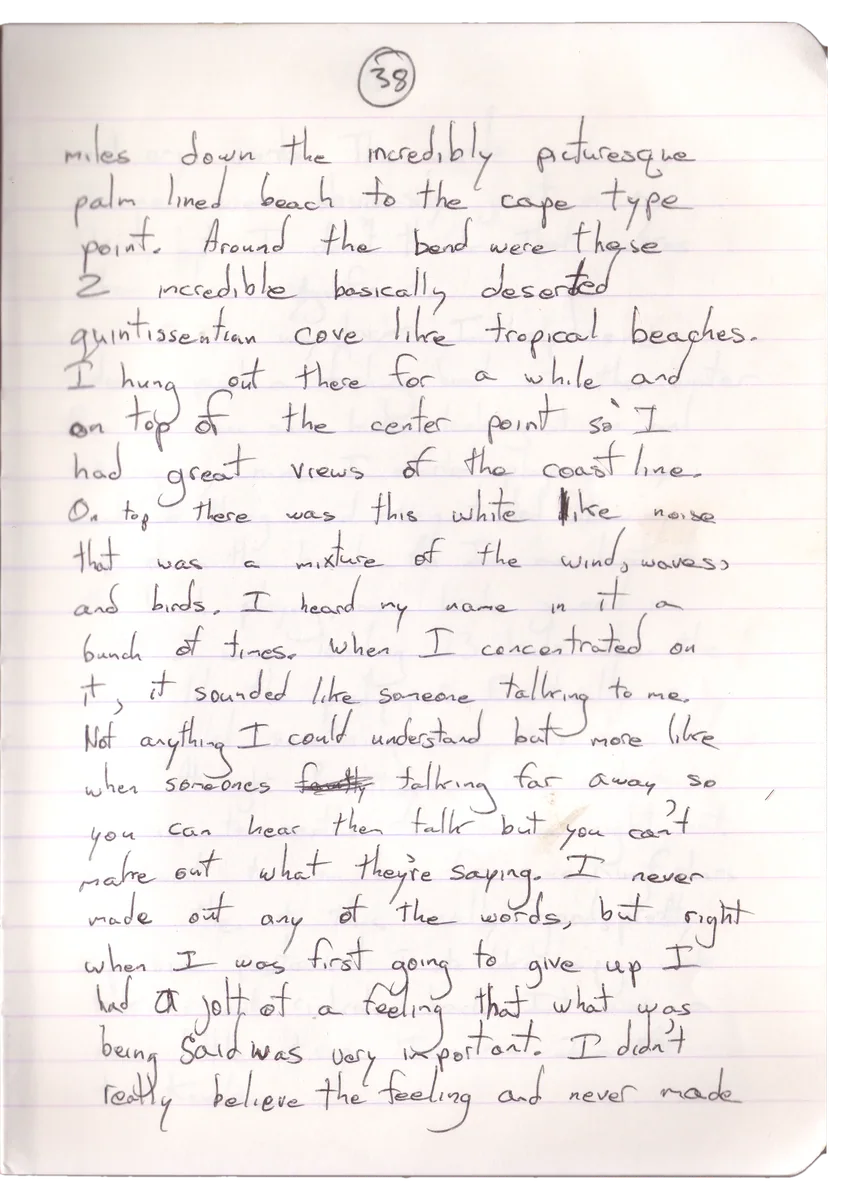 38
miles down the incredibly picturesque
palm lined beach to the cape type
point. Around the bend were these
2 incredible basically deserted
quintissentian cove like tropical beaches.
I hung out there for a while and
on top of the center point so I
had great views of the coast line.
On top there was this white like noise
that was a mixture of the wind, waves,
and birds. I heard my name in it a
bunch of times. When I concentrated on
it, it sounded like someone talking to me.
Not anything I could understand but more like
when someones talking far away so
you can hear them talk but you can't
make out what they're saying. I never
made out any of the words, but right
when I was first going to give up I
had a jolt of a feeling that what was
being said was very important. I didn't
really believe the feeling and never made